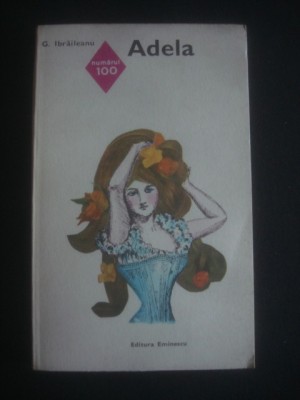 G. Ibrăileanu
Adela
numărul
100
Editura Eminescu